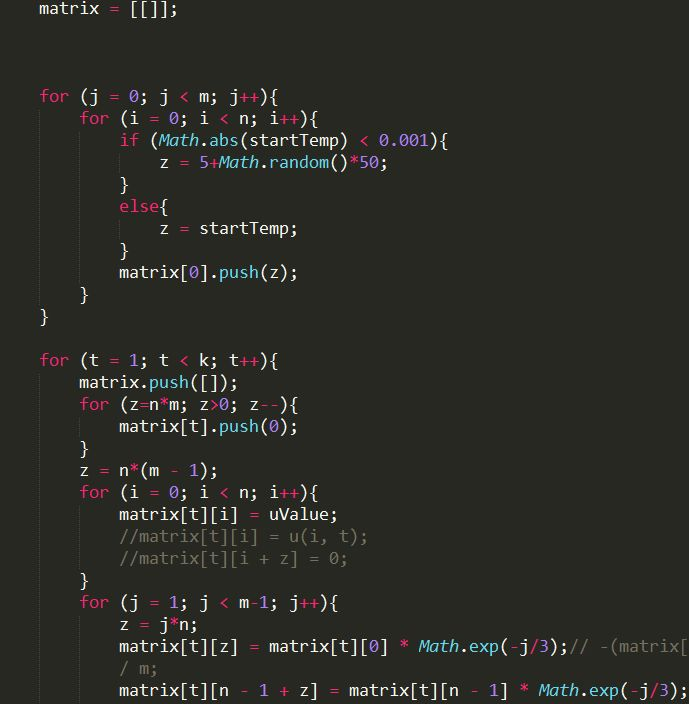 matrix = [[]];
for (j = 0; j < m; j++){
for (i = 0; i < n; i++){
if (Math.abs(startTemp) < 0.001){
z = 5+Math.random()*50;
}
else{
z = startTemp;
}
matrix[0].push(z);
}
}
for (t = 1; t < k; t++){
matrix.push([]);
for (z=n*m; z>0; z--){
matrix[t].push(0);
}
z = n*(m - 1);
for (i = 0; i < n; i++){
matrix[t][i] = uValue;
//matrix[t][i] = u(i, t);
//matrix[t][i + z] = 0;
}
for (j = 1; j < m-1; j++){
z = j*n;
matrix[t][z] = matrix[t][0] * Math.exp(-j/3);// -(matrix[
/ m;
matrix[t][n - 1 + z] = matrix[t][n - 1] * Math.exp(-j/3);